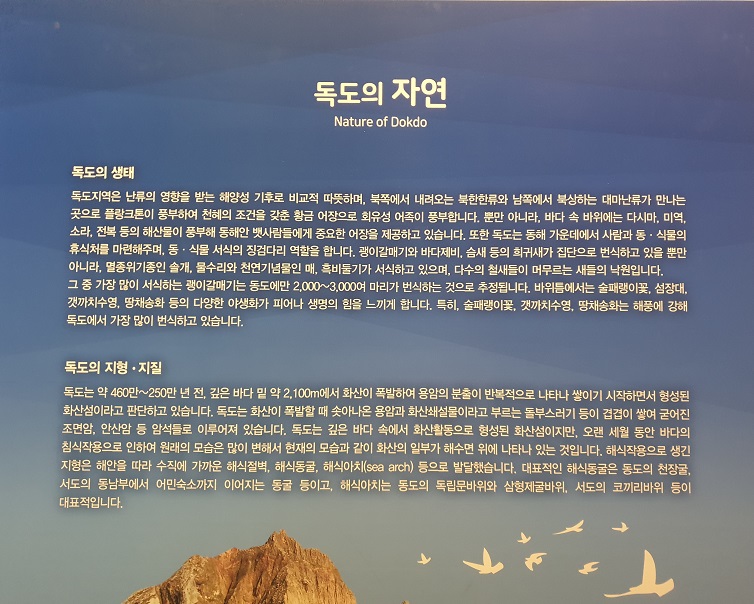 독도의 자연
Nature of Dokdo
독도의 생태
독도지역은 난류의 영향을 받는 해양성 기후로 비교적 따뜻하며, 북쪽에서 내려오는 북한한류와 남쪽에서 북상하는 대마난류가 만나는
곳으로 플랑크톤이 풍부하여 천혜의 조건을 갖춘 황금 어장으로 회유성 어족이 풍부합니다. 뿐만 아니라, 바다 속 바위에는 다시마, 미역,
소라, 전복 등의 해산물이 풍부해 동해안 뱃사람들에게 중요한 어장을 제공하고 있습니다. 또한 독도는 동해 가운데에서 사람과 동·식물의
휴식처를 마련해주며, 동·식물 서식의 징검다리 역할을 합니다. 괭이갈매기와 바다제비, 슴새 등의 희귀새가 집단으로 번식하고 있을 뿐만
아니라, 멸종위기종인 솔개, 물수리와 천연기념물인 매, 흑비둘기가 서식하고 있으며, 다수의 철새들이 머무르는 새들의 낙원입니다.
그 중 가장 많이 서식하는 괭이갈매기는 동도에만 2,000~3,000여 마리가 번식하는 것으로 추정됩니다. 바위틈에서는 술패랭이꽃, 섬장대,
갯까치수영, 땅채송화 등의 다양한 야생화가 피어나 생명의 힘을 느끼게 합니다. 특히, 술패랭이꽃, 갯까치수영, 땅채송화는 해풍에 강해
독도에서 가장 많이 번식하고 있습니다.
독도의 지형·지질
독도는 약 460만~250만 년 전, 깊은 바다 밑 약 2,100m에서 화산이 폭발하여 용암의 분출이 반복적으로 나타나 쌓이기 시작하면서 형성된
화산섬이라고 판단하고 있습니다. 독도는 화산이 폭발할 때 솟아나온 용암과 화산쇄설물이라고 부르는 돌부스러기 등이 겹겹이 쌓여 굳어진
조면암, 안산암 등 암석들로 이루어져 있습니다. 독도는 깊은 바다 속에서 화산활동으로 형성된 화산섬이지만, 오랜 세월 동안 바다의
침식작용으로 인하여 원래의 모습은 많이 변해서 현재의 모습과 같이 화산의 일부가 해수면 위에 나타나 있는 것입니다. 해식작용으로 생긴
지형은 해안을 따라 수직에 가까운 해식절벽, 해식동굴, 해식아치(sea arch) 등으로 발달했습니다. 대표적인 해식동굴은 동도의 천장굴,
서도의 동남부에서 어민숙소까지 이어지는 동굴 등이고, 해식아치는 동도의 독립문바위와 삼형제굴바위, 서도의 코끼리바위 등이
대표적입니다.